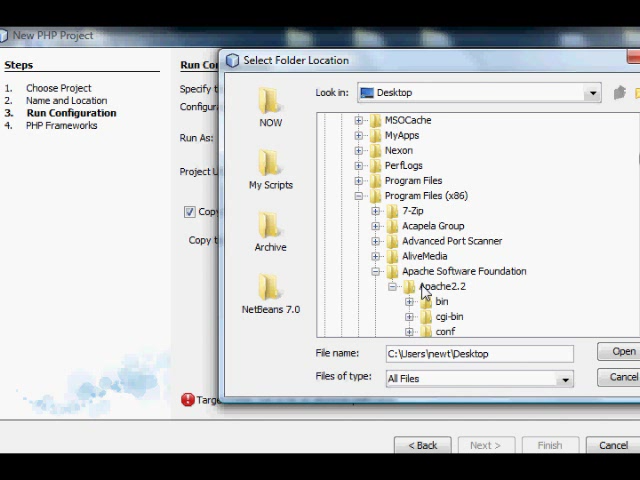 New PHP Project
Steps
1. Choose Project
2. Name and Location
3. Run Configuration
4. PHP Frameworks
Run Co
Specify t
Configura
Run As:
Project U
Copy
Copy to
Targe
< Back
Next >
Finish
Cancel
Select Folder Location
Look in:
Desktop
NOW
My Scripts
Archive
NetBeans 7.0
MSOCache
MyApps
Nexon
PerfLogs
Program Files
Program Files (x86)
7-Zip
Acapela Group
Advanced Port Scanner
AliveMedia
Apache Software Foundation
Apache2.2
bin
cgi-bin
conf
File name:
C:\Users\newt\Desktop
Open
Files of type:
All Files
Cancel